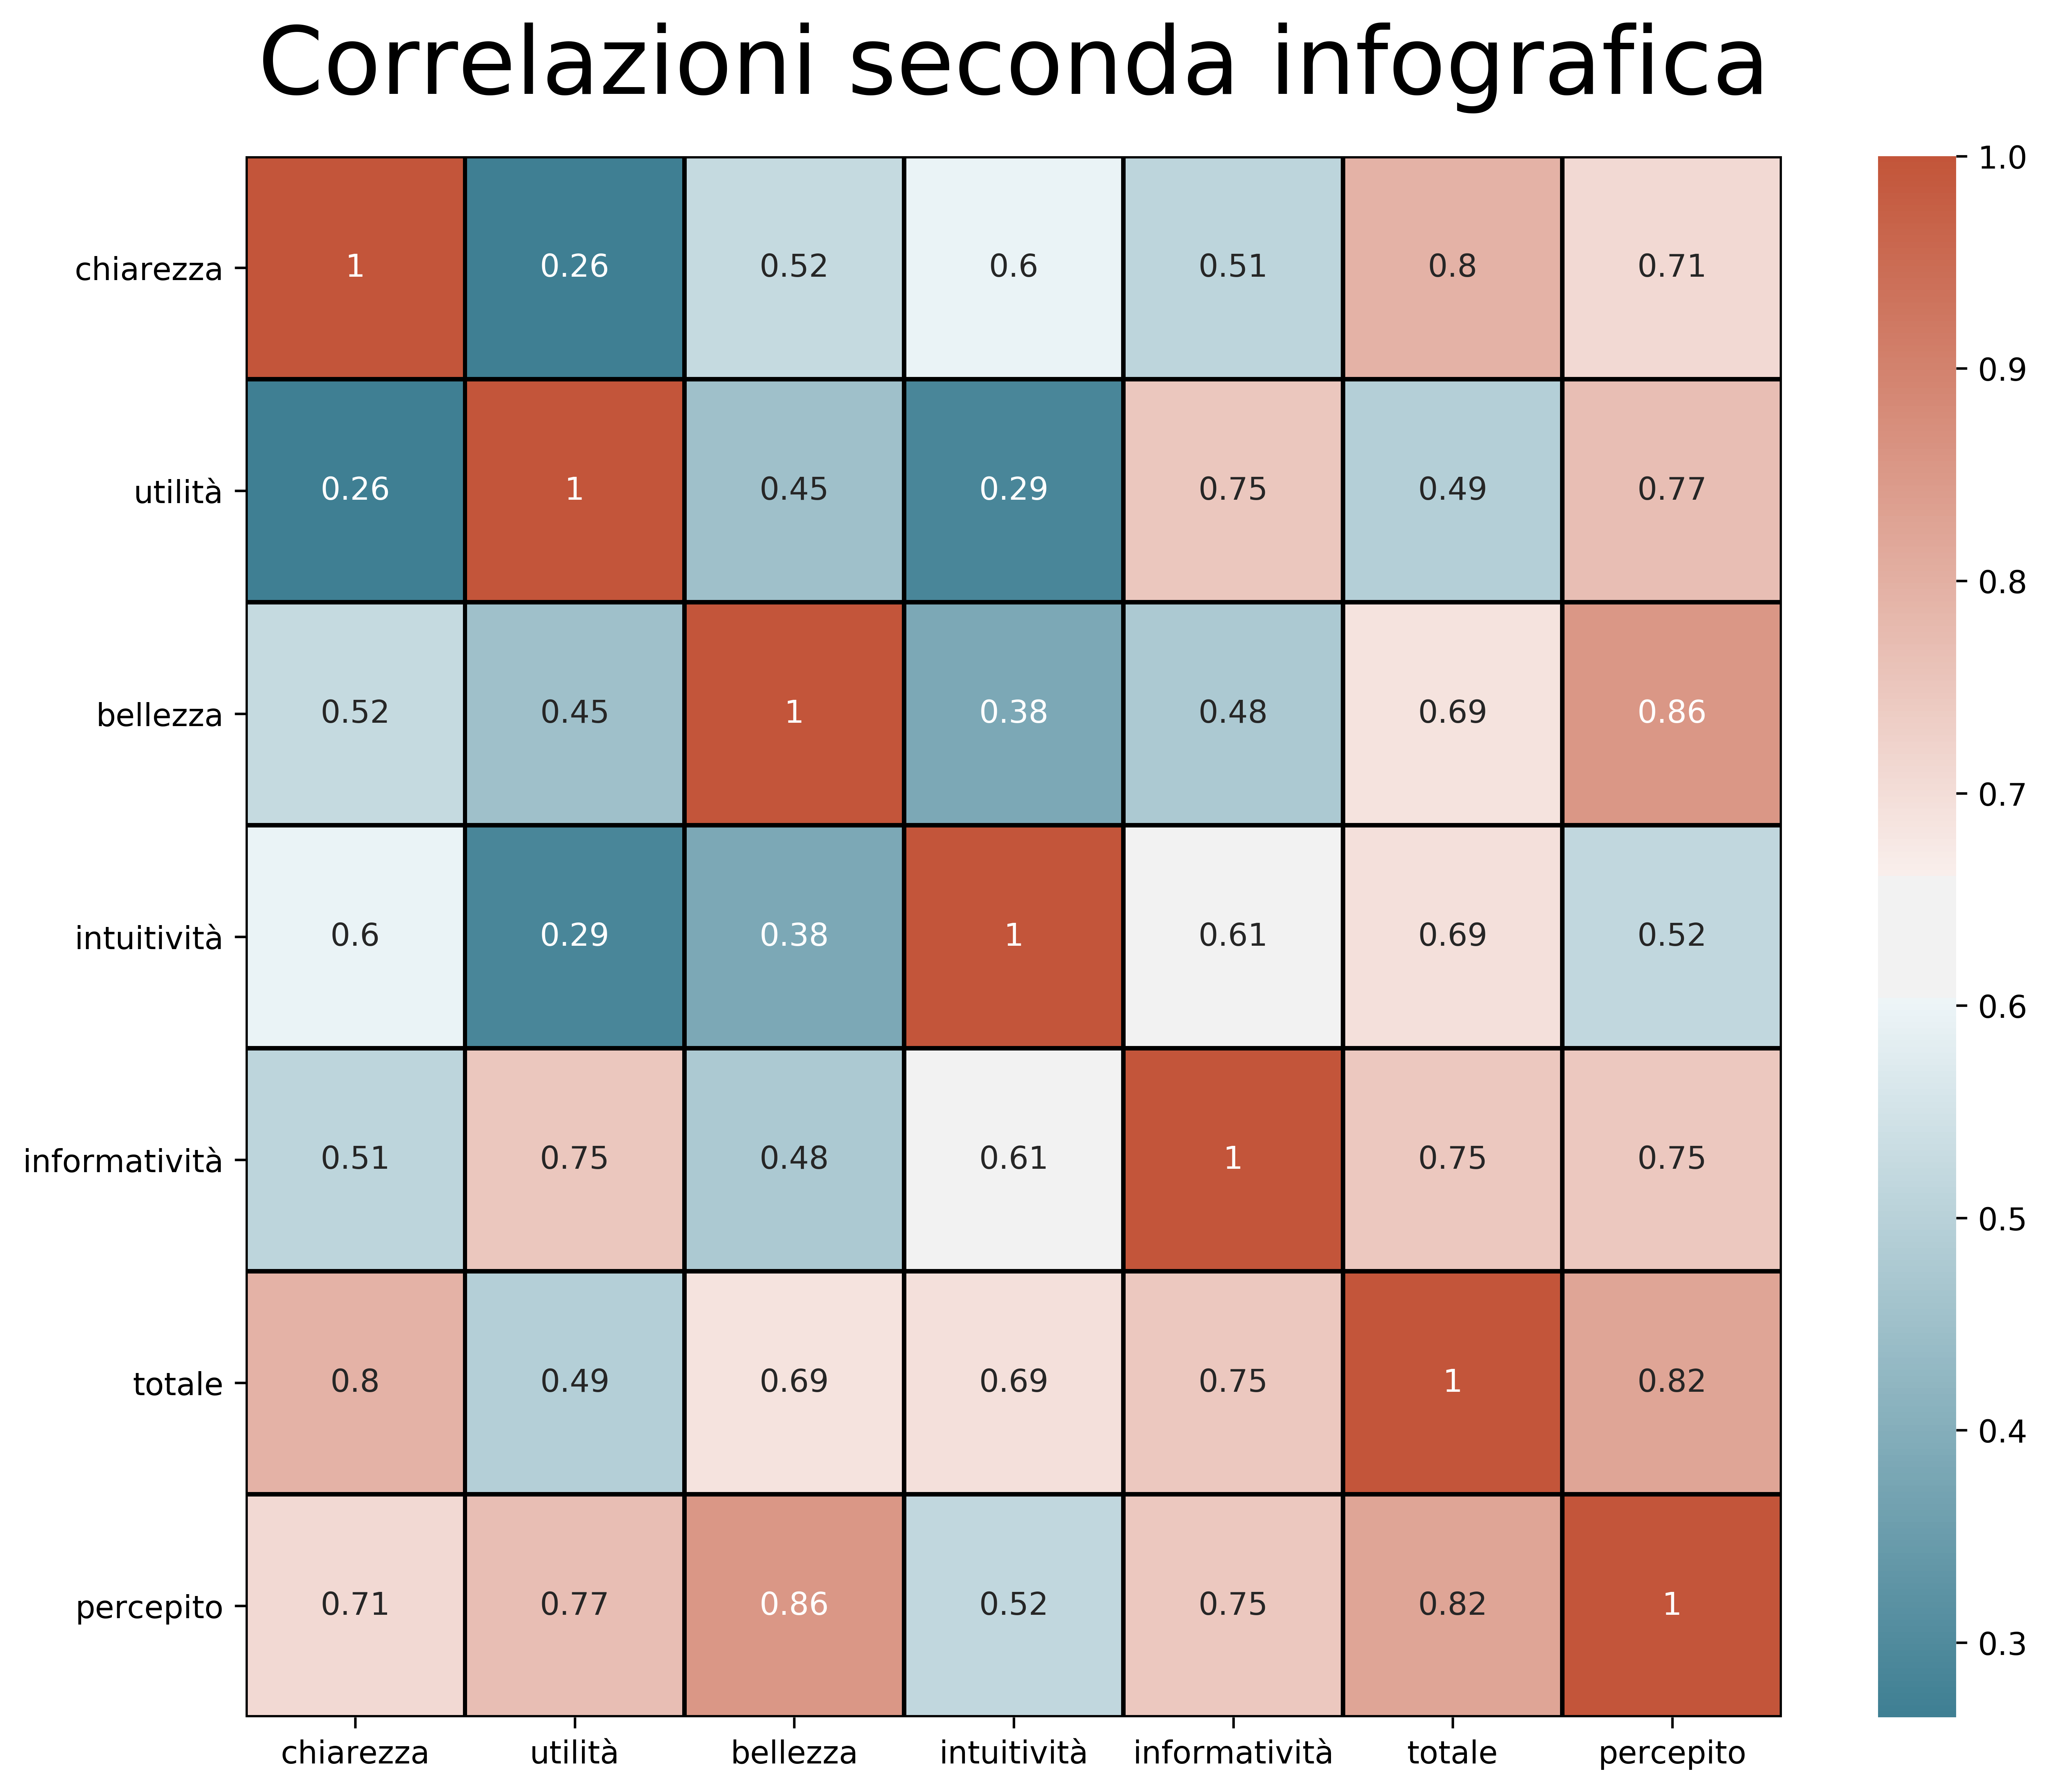 Correlazioni seconda infografica
chiarezza 1 0.26 0.52 0.6 0.51 0.8 0.71
utilità 0.26 1 0.45 0.29 0.75 0.49 0.77
bellezza 0.52 0.45 1 0.38 0.48 0.69 0.86
intuitività 0.6 0.29 0.38 1 0.61 0.69 0.52
informatività 0.51 0.75 0.48 0.61 1 0.75 0.75
totale 0.8 0.49 0.69 0.69 0.75 1 0.82
percepito 0.71 0.77 0.86 0.52 0.75 0.82 1
chiarezza utilità bellezza intuitività informatività totale percepito
1.0
0.9
0.8
0.7
0.6
0.5
0.4
0.3